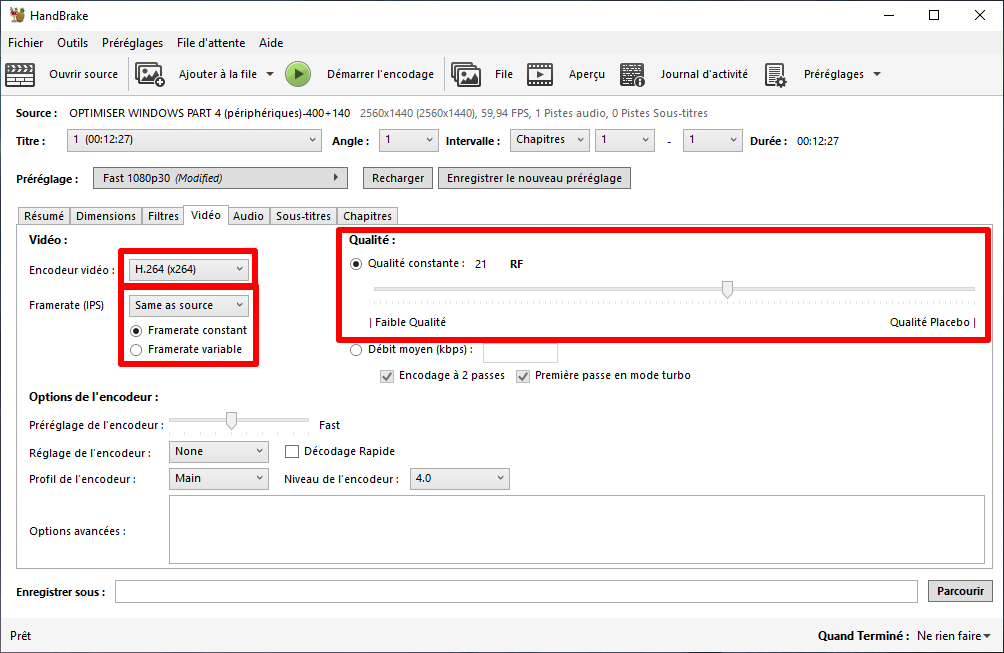 HandBrake
Fichier Outils Préréglages File d'attente Aide
Ouvrir source Ajouter à la file Démarrer l'encodage File Aperçu Journal d'activité Préréglages
Source : OPTIMISER WINDOWS PART 4 (périphériques)-400+140 2560x1440 (2560x1440), 59,94 FPS, 1 Pistes audio, 0 Pistes Sous-titres
Titre : 1 (00:12:27) Angle : 1 Intervalle : Chapitres 1 - 1 Durée : 00:12:27
Préréglage : Fast 1080p30 (Modified) Recharger Enregistrer le nouveau préréglage
Résumé Dimensions Filtres Vidéo Audio Sous-titres Chapitres
Vidéo : Qualité :
Encodeur vidéo : H.264 (x264) Qualité constante : 21 RF
Framerate (IPS) Same as source
Framerate constant | Faible Qualité Qualité Placebo |
Framerate variable Débit moyen (kbps) :
Encodage à 2 passes Première passe en mode turbo
Options de l'encodeur :
Préréglage de l'encodeur : Fast
Réglage de l'encodeur : None Décodage Rapide
Profil de l'encodeur : Main Niveau de l'encodeur : 4.0
Options avancées :
Enregistrer sous : Parcourir
Prêt Quand Terminé : Ne rien faire